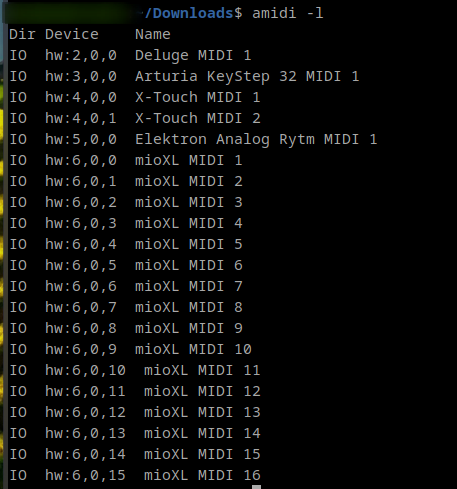 ~/Downloads$ amidi -l
Dir Device    Name
IO  hw:2,0,0  Deluge MIDI 1
IO  hw:3,0,0  Arturia KeyStep 32 MIDI 1
IO  hw:4,0,0  X-Touch MIDI 1
IO  hw:4,0,1  X-Touch MIDI 2
IO  hw:5,0,0  Elektron Analog Rytm MIDI 1
IO  hw:6,0,0  mioXL MIDI 1
IO  hw:6,0,1  mioXL MIDI 2
IO  hw:6,0,2  mioXL MIDI 3
IO  hw:6,0,3  mioXL MIDI 4
IO  hw:6,0,4  mioXL MIDI 5
IO  hw:6,0,5  mioXL MIDI 6
IO  hw:6,0,6  mioXL MIDI 7
IO  hw:6,0,7  mioXL MIDI 8
IO  hw:6,0,8  mioXL MIDI 9
IO  hw:6,0,9  mioXL MIDI 10
IO  hw:6,0,10  mioXL MIDI 11
IO  hw:6,0,11  mioXL MIDI 12
IO  hw:6,0,12  mioXL MIDI 13
IO  hw:6,0,13  mioXL MIDI 14
IO  hw:6,0,14  mioXL MIDI 15
IO  hw:6,0,15  mioXL MIDI 16